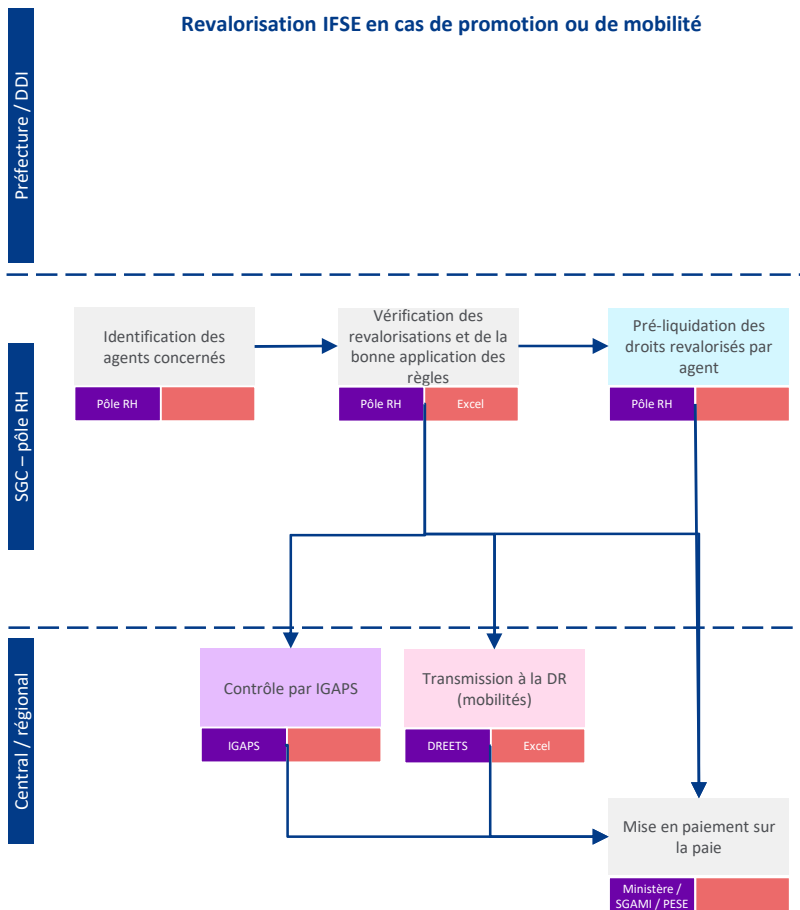 Revalorisation IFSE en cas de promotion ou de mobilité
Préfecture / DDI
SGC – pôle RH
Identification des
agents concernés
Pôle RH
Vérification des
revalorisations et de la
bonne application des
règles
Pôle RH
Excel
Pré-liquidation des
droits revalorisés par
agent
Pôle RH
Central / régional
Contrôle par IGAPS
IGAPS
Transmission à la DR
(mobilités)
DREETS
Excel
Mise en paiement sur
la paie
Ministère /
SGAMI / PESE